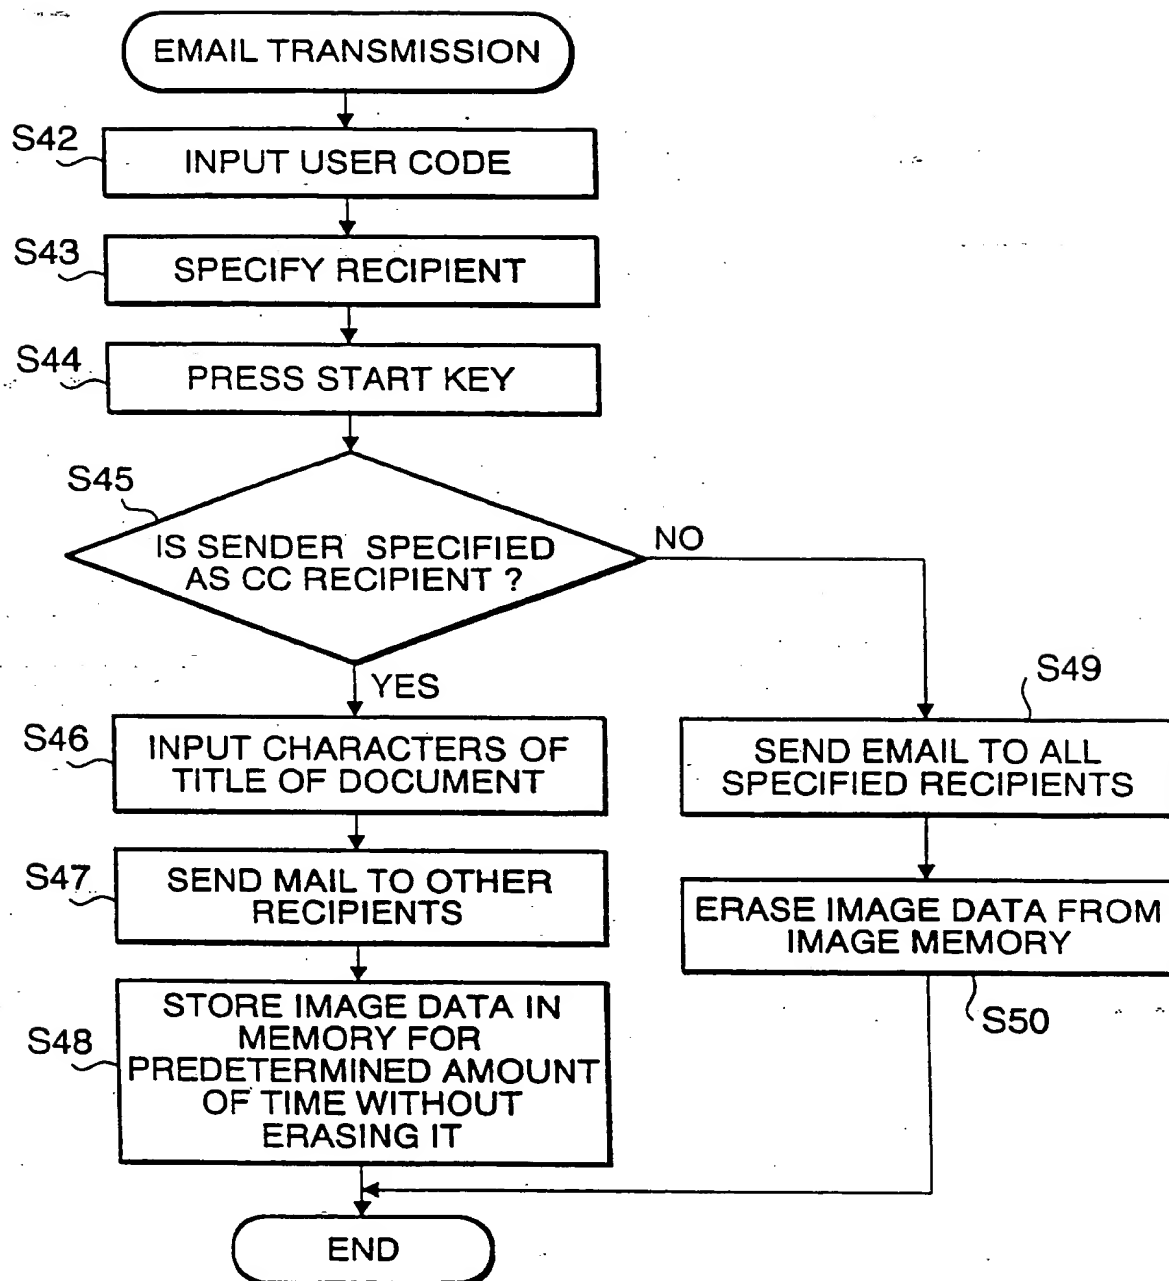 EMAIL TRANSMISSION
S42
INPUT USER CODE
S43
SPECIFY RECIPIENT
S44
PRESS START KEY
S45
IS SENDER SPECIFIED
AS CC RECIPIENT ?
NO
YES
S46
INPUT CHARACTERS OF
TITLE OF DOCUMENT
S47
SEND MAIL TO OTHER
RECIPIENTS
S48
STORE IMAGE DATA IN
MEMORY FOR
PREDETERMINED AMOUNT
OF TIME WITHOUT
ERASING IT
S49
SEND EMAIL TO ALL
SPECIFIED RECIPIENTS
ERASE IMAGE DATA FROM
IMAGE MEMORY
S50
END